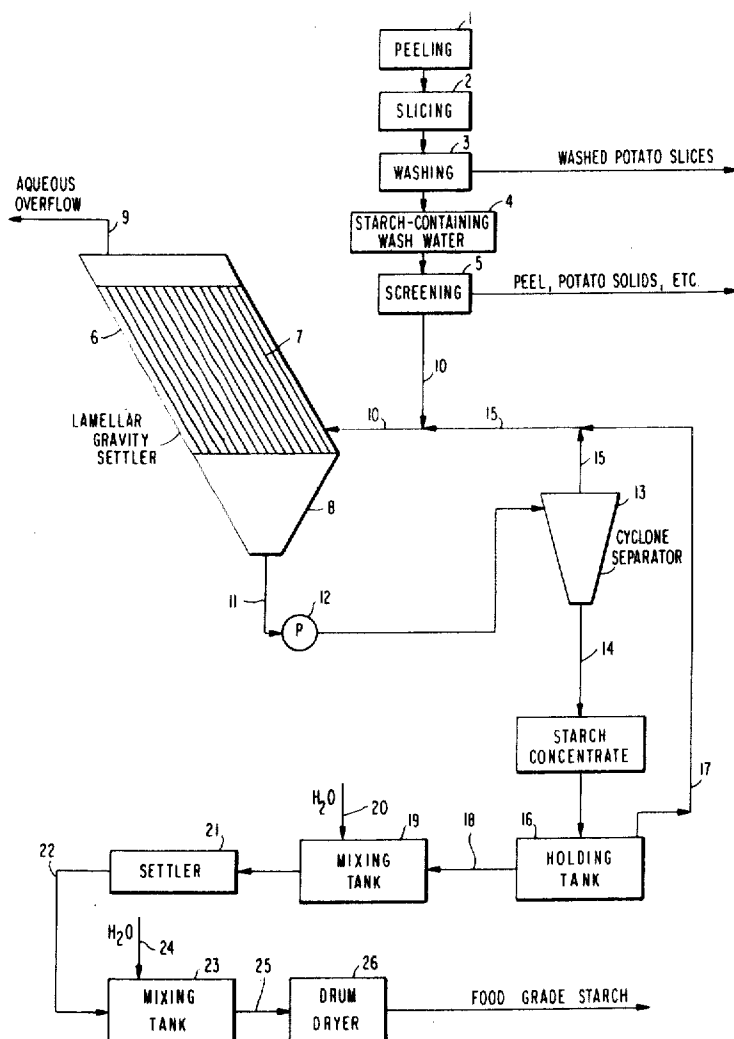 1
PEELING
2
SLICING
3
WASHING
WASHED POTATO SLICES
4
STARCH-CONTAINING
WASH WATER
5
SCREENING
PEEL, POTATO SOLIDS, ETC.
AQUEOUS
OVERFLOW
9
6
7
10
LAMELLAR
GRAVITY
SETTLER
10
15
15
8
13
CYCLONE
SEPARATOR
11
12
P
14
STARCH
CONCENTRATE
17
H2O
20
19
18
16
21
SETTLER
MIXING
TANK
HOLDING
TANK
22
H2O
24
23
25
26
MIXING
TANK
DRUM
DRYER
FOOD GRADE STARCH